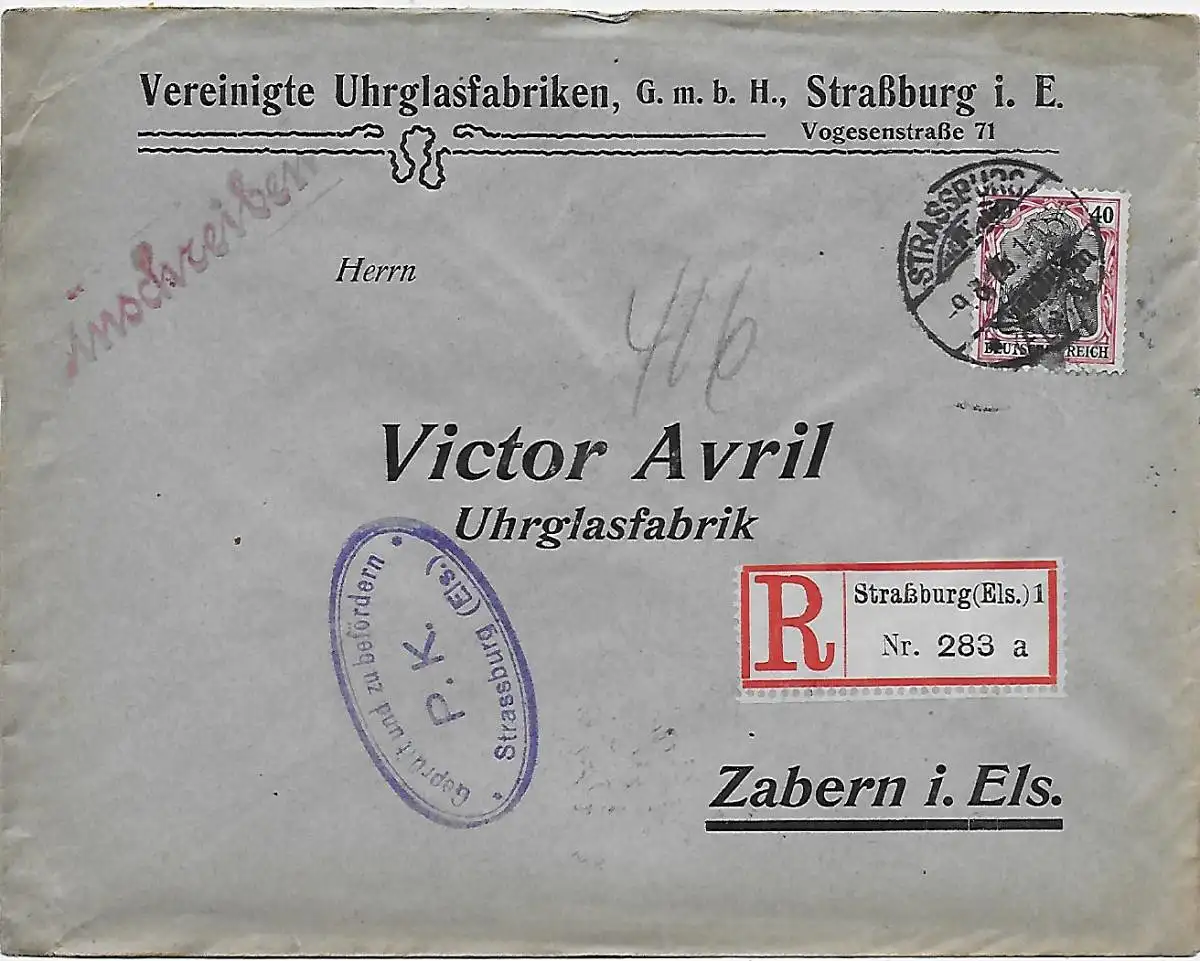 Vereinigte Uhrglasfabriken, G. m. b. H., Straßburg i. E.
Vogesenstraße 71
Einschreiben
Herrn
416
STRASSBURG
40
DEUTSCHES REICH
Victor Avril
Uhrglasfabrik
Geprüft und zu befördern
P. K.
Strassburg (Els.)
R
Straßburg(Els.)1
Nr. 283 a
Zabern i. Els.